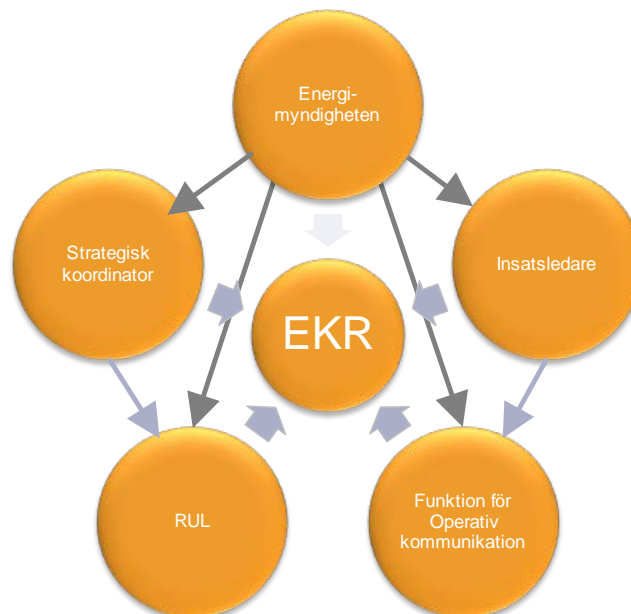 Energi-
myndigheten
Strategisk
koordinator
Insatsledare
EKR
RUL
Funktion för
Operativ
kommunikation